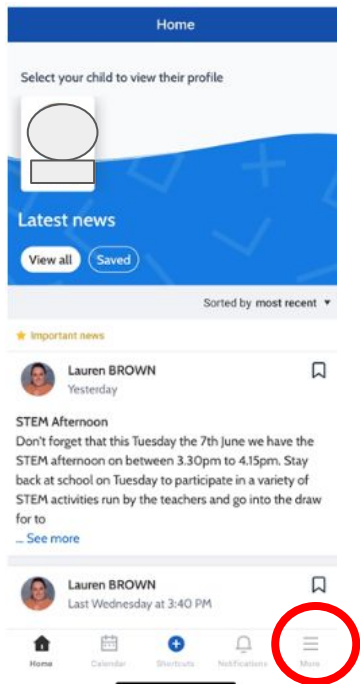 Home
Select your child to view their profile
Latest news
View all Saved
Sorted by most recent
Important news
Lauren BROWN
Yesterday
STEM Afternoon
Don't forget that this Tuesday the 7th June we have the
STEM afternoon on between 3.30pm to 4.15pm. Stay
back at school on Tuesday to participate in a variety of
STEM activities run by the teachers and go into the draw
for to
... See more
Lauren BROWN
Last Wednesday at 3:40 PM
Home Calendar Shortcuts Notifications More